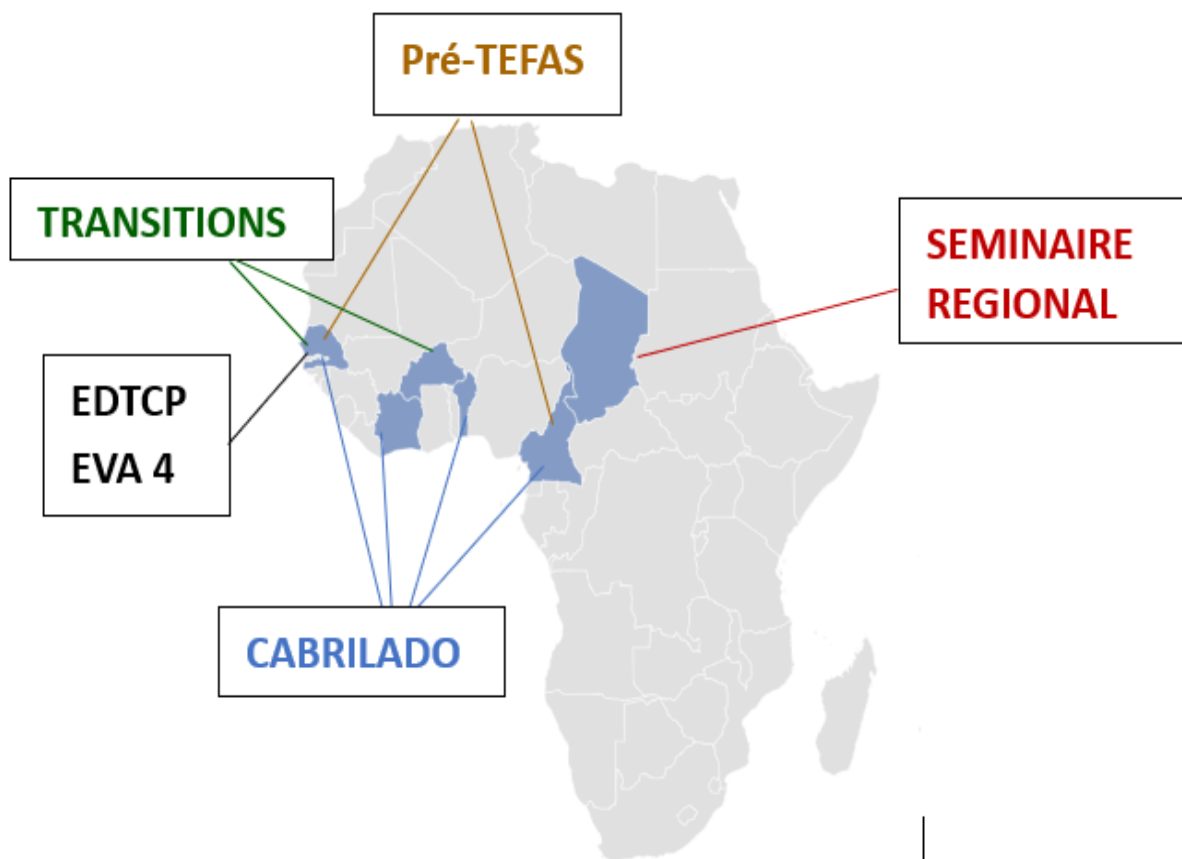 Pré-TEFAS
TRANSITIONS
SEMINAIRE
REGIONAL
EDTCP
EVA 4
CABRILADO